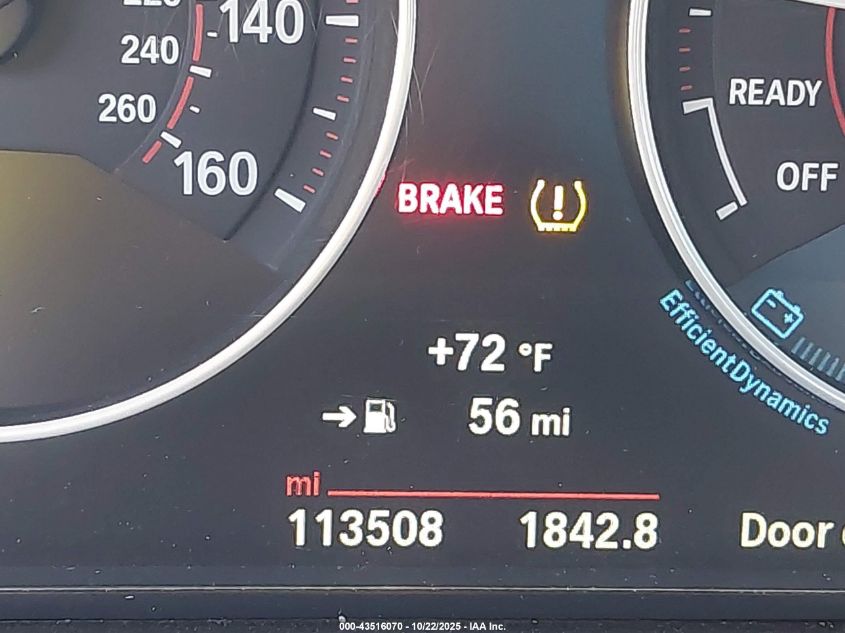 140
240
260
160
READY
OFF
BRAKE
EfficientDynamics
+72 °F
56 mi
mi
113508 1842.8 Door
000-43516070 - 10/22/2025 - IAA Inc.